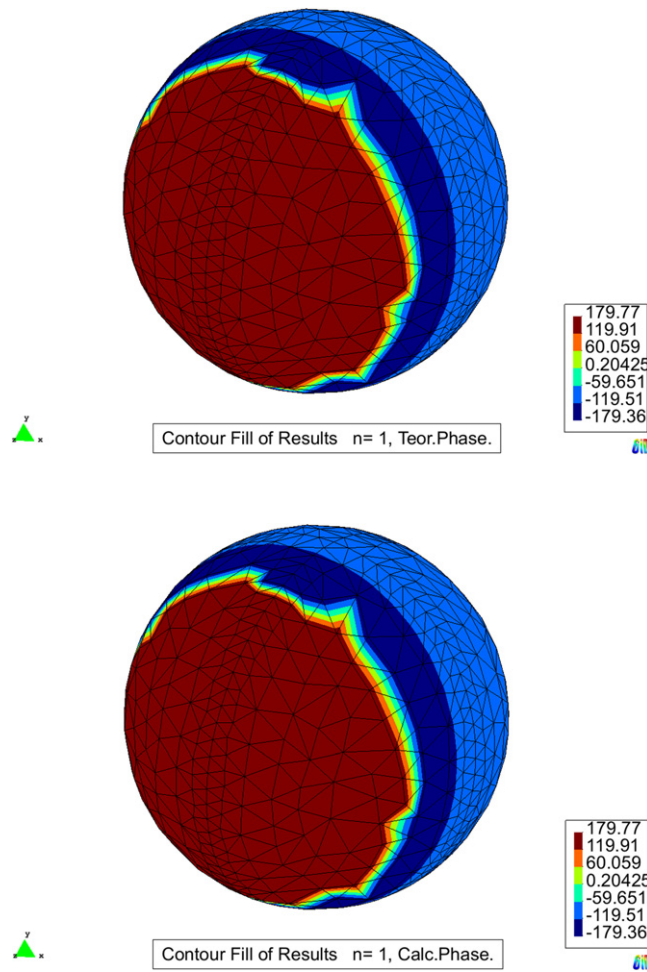 179.77
119.91
60.059
0.20425
-59.651
-119.51
-179.36
y
z x
Contour Fill of Results n= 1, Teor.Phase.
179.77
119.91
60.059
0.20425
-59.651
-119.51
-179.36
y
z x
Contour Fill of Results n= 1, Calc.Phase.